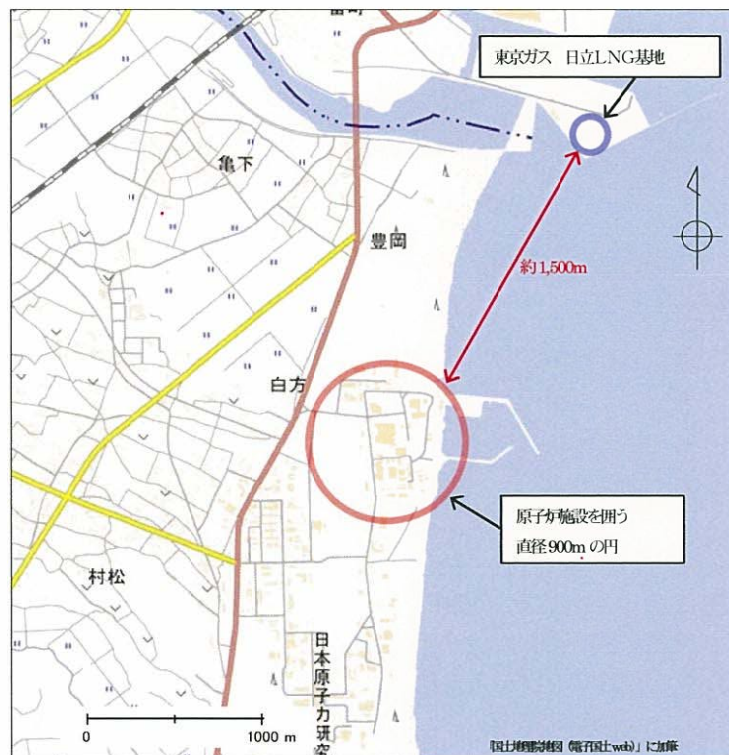 東京ガス 日立LNG基地
亀下
豊岡
約1,500m
白方
原子炉施設を囲う
直径900mの円
村松
日本原子力研究
0 1000 m
「国土地理院地図（電子国土web）」に加筆